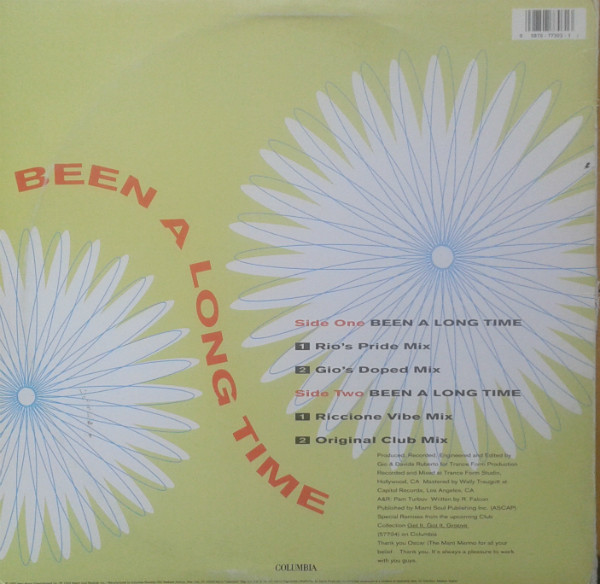 BEEN A LONG TIME
Side One BEEN A LONG TIME
1 Rio's Pride Mix
2 Gio's Doped Mix
Side Two BEEN A LONG TIME
1 Riccione Vibe Mix
2 Original Club Mix
Produced, Recorded, Engineered and Edited by
Gio & Davide Roberto for Trance Form Production
Recorded and Mixed at Trance Form Studio,
Hollywood, CA Mastered by Wally Traugott at
Capitol Records, Los Angeles, CA
A&R: Pam Turbov Written by R. Falcon
Published by Miami Soul Publishing Inc. (ASCAP)
Special Remixes from the upcoming Club
Collection Got It, Got It, Groove
(57704) on Columbia
Thank you Oscar (The Main Momo for all your
belief. Thank you. It's always a pleasure to work
with you guys.
COLUMBIA